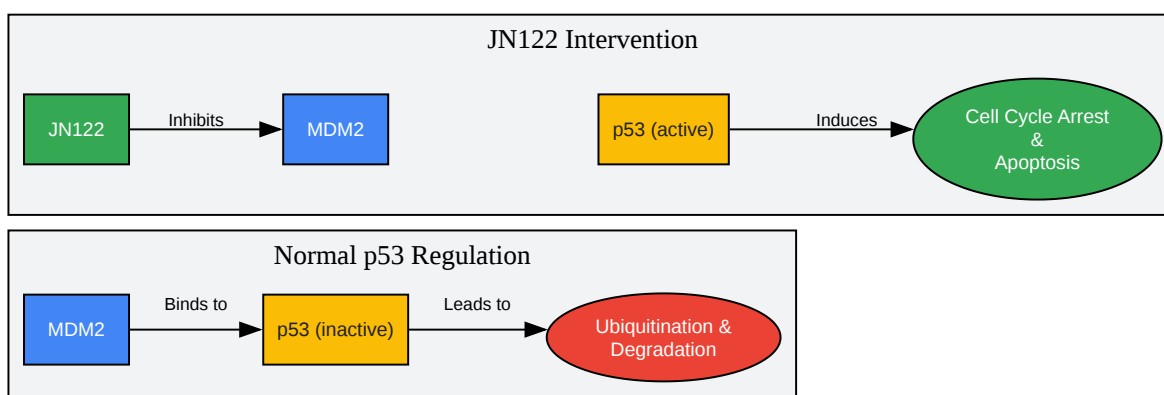 JN122 Intervention
JN122
Inhibits
MDM2
p53 (active)
Induces
Cell Cycle Arrest
&
Apoptosis
Normal p53 Regulation
MDM2
Binds to
p53 (inactive)
Leads to
Ubiquitination &
Degradation